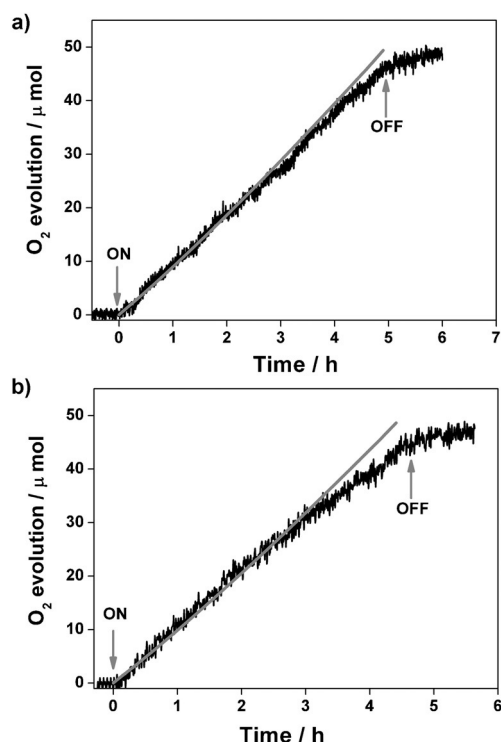 a)
O₂ evolution / μ mol
50
40
30
20
10
0
ON
OFF
0 1 2 3 4 5 6 7
Time / h
b)
O₂ evolution / μ mol
50
40
30
20
10
0
ON
OFF
0 1 2 3 4 5 6
Time / h